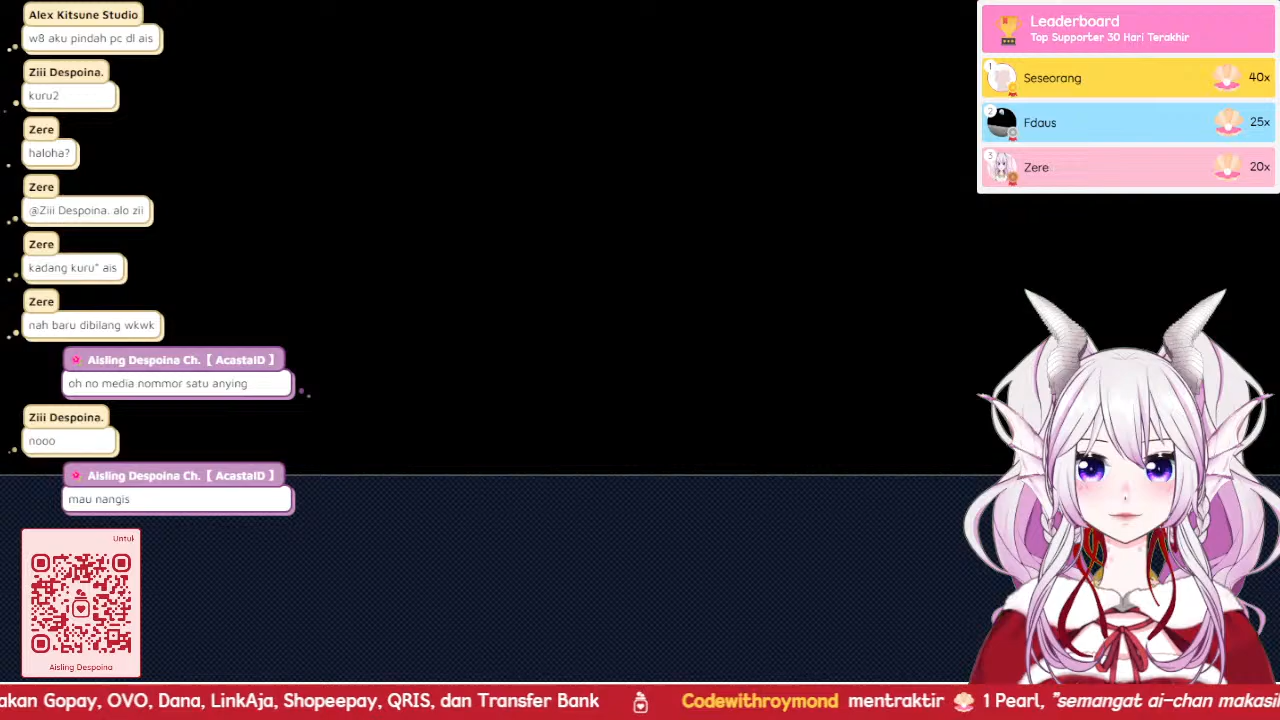 Alex Kitsune Studio
w8 aku pindah pc dl ais
Ziii Despoina.
kuru2
Zere
haloha?
Zere
@Ziii Despoina. alo zii
Zere
kadang kuru" ais
Zere
nah baru dibilang wkwk
Aisling Despoina Ch. [ AcastaID ]
oh no media nommor satu anying
Ziii Despoina.
nooo
Aisling Despoina Ch. [ AcastaID ]
mau nangis
Untuk
Aisling Despoina
Leaderboard
Top Supporter 30 Hari Terakhir
1
Seseorang
40x
2
Fdaus
25x
3
Zere
20x
akan Gopay, OVO, Dana, LinkAja, Shopeepay, QRIS, dan Transfer Bank Codewithroymond mentraktir 1 Pearl, "semangat ai-chan makasih